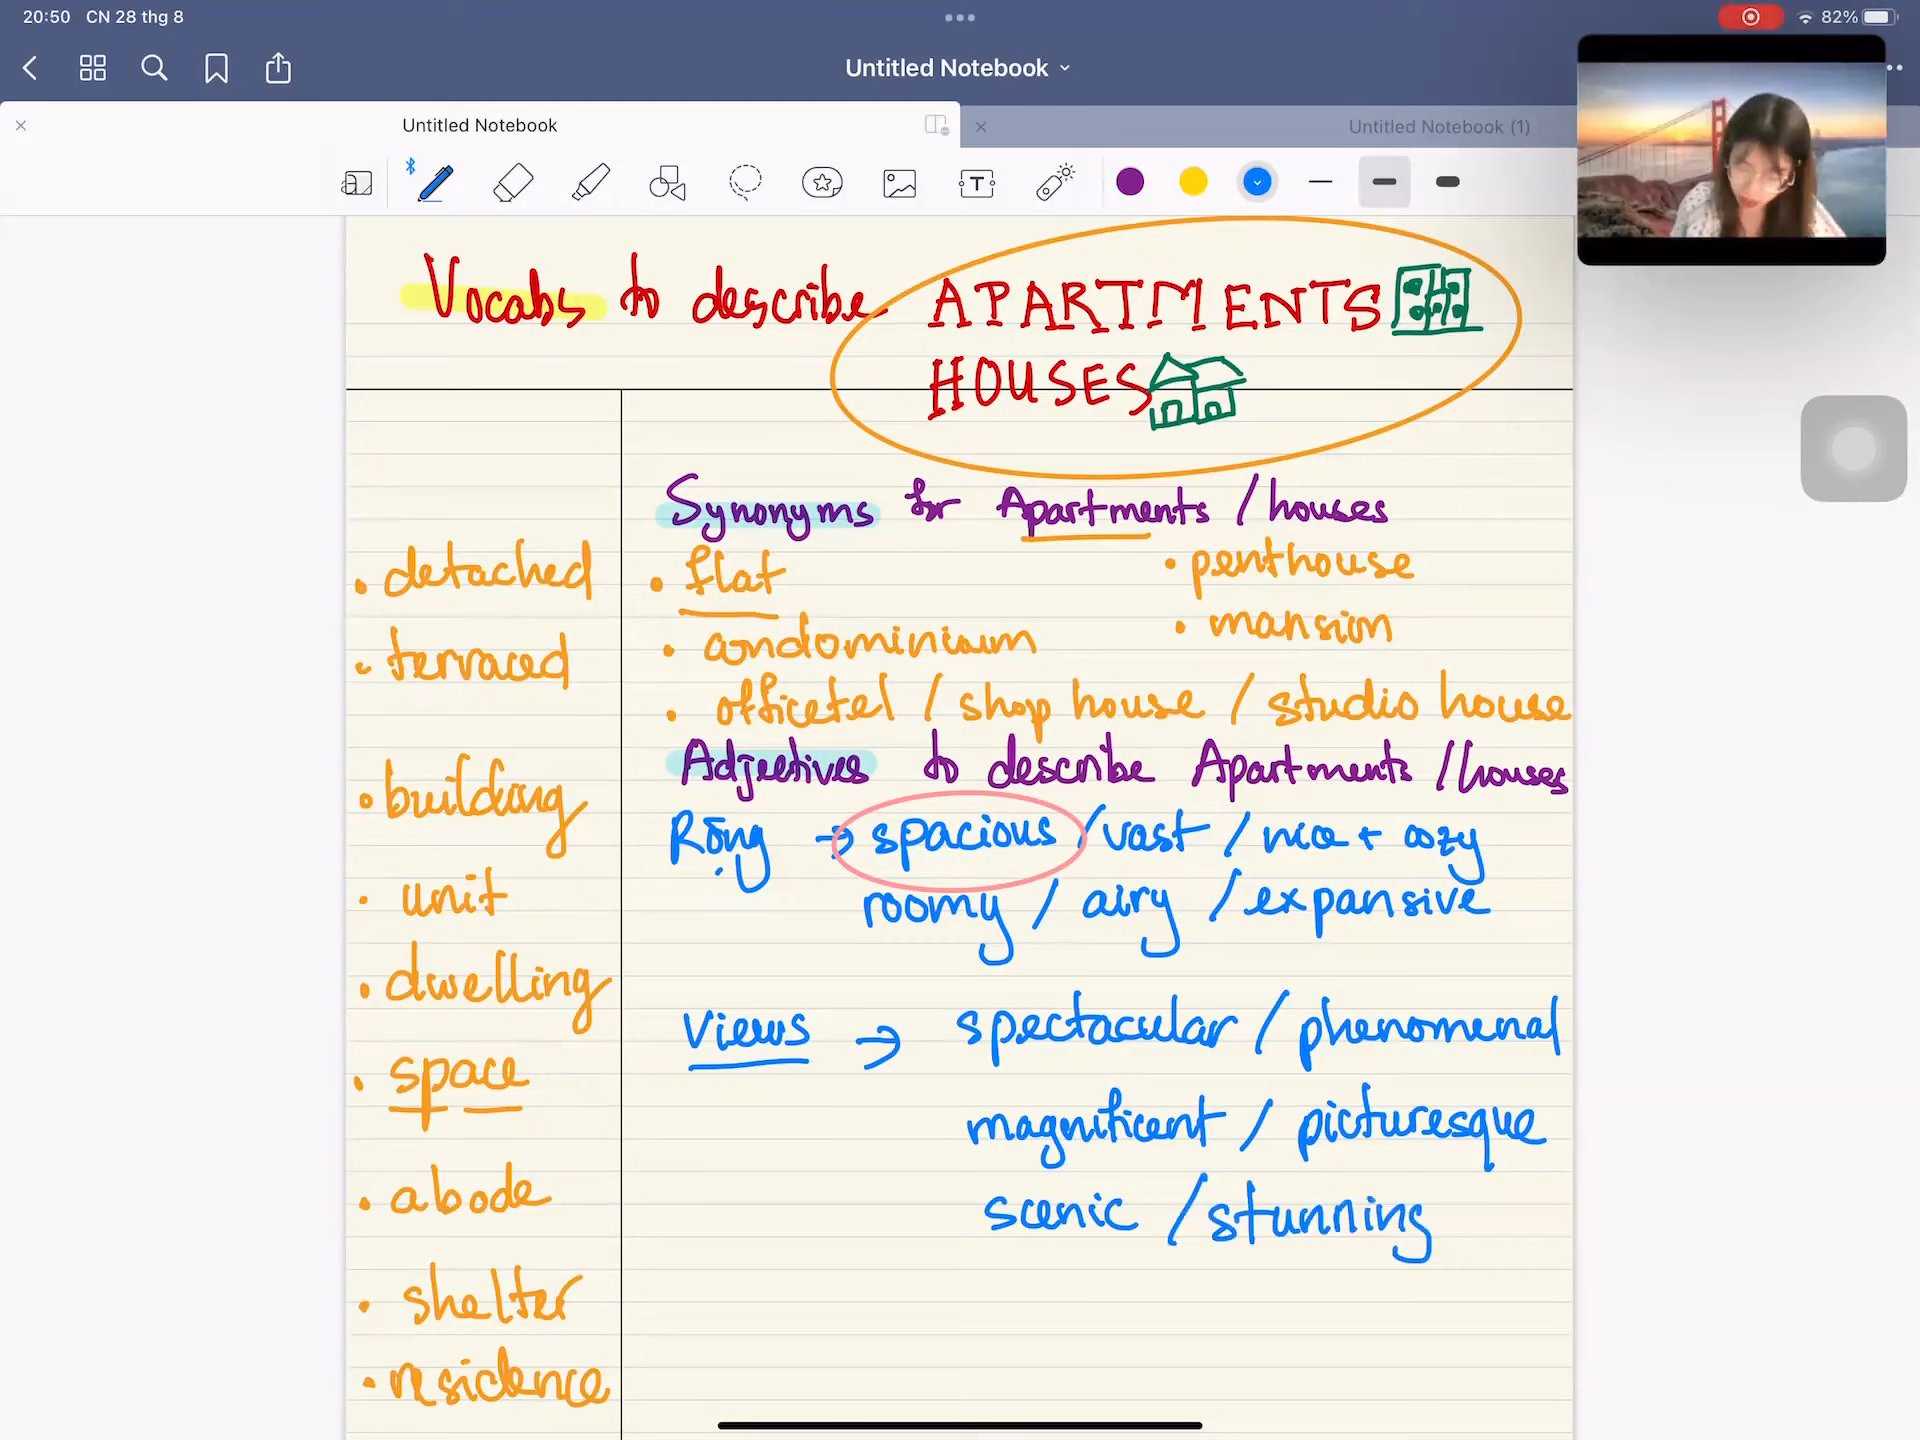 20:50 CN 28 thg 8
82%
Untitled Notebook
Untitled Notebook
Untitled Notebook (1)
T
Vocabs to describe APARTMENTS
HOUSES
Synonyms for Apartments / houses
• flat
• penthouse
• condominium
• mansion
• officetel / shop house / studio house
Adjectives to describe Apartments / houses
Rộng → spacious / vast / nice + cozy
roomy / airy / expansive
Views → spectacular / phenomenal
magnificent / picturesque
scenic / stunning
• detached
• terraced
• building
• unit
• dwelling
• space
• abode
• shelter
• residence